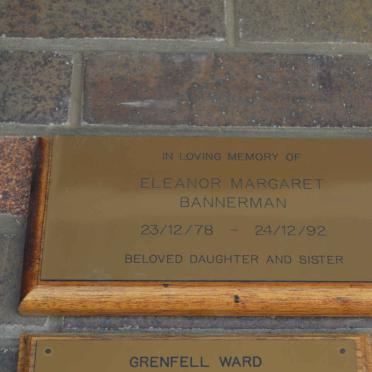 IN LOVING MEMORY OF
ELEANOR MARGARET
BANNERMAN
23/12/78 - 24/12/92
BELOVED DAUGHTER AND SISTER
GRENFELL WARD